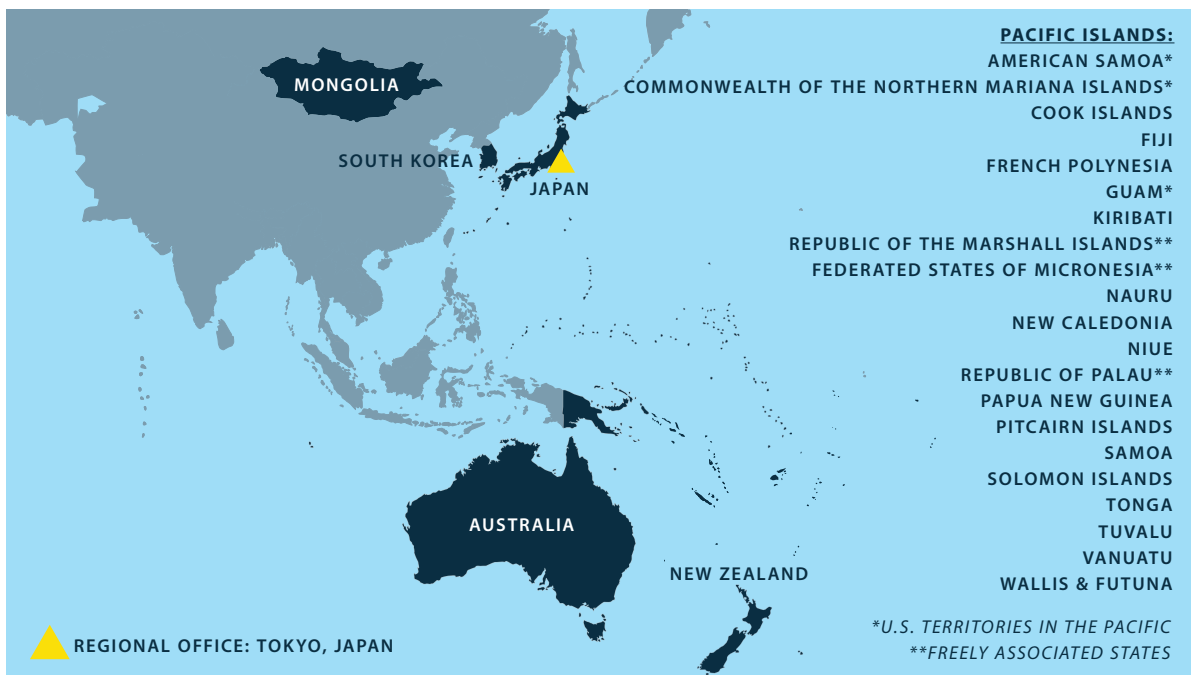 MONGOLIA
SOUTH KOREA
JAPAN
AUSTRALIA
NEW ZEALAND
REGIONAL OFFICE: TOKYO, JAPAN
PACIFIC ISLANDS:
AMERICAN SAMOA*
COMMONWEALTH OF THE NORTHERN MARIANA ISLANDS*
COOK ISLANDS
FIJI
FRENCH POLYNESIA
GUAM*
KIRIBATI
REPUBLIC OF THE MARSHALL ISLANDS**
FEDERATED STATES OF MICRONESIA**
NAURU
NEW CALEDONIA
NIUE
REPUBLIC OF PALAU**
PAPUA NEW GUINEA
PITCAIRN ISLANDS
SAMOA
SOLOMON ISLANDS
TONGA
TUVALU
VANUATU
WALLIS & FUTUNA
*U.S. TERRITORIES IN THE PACIFIC
**FREELY ASSOCIATED STATES